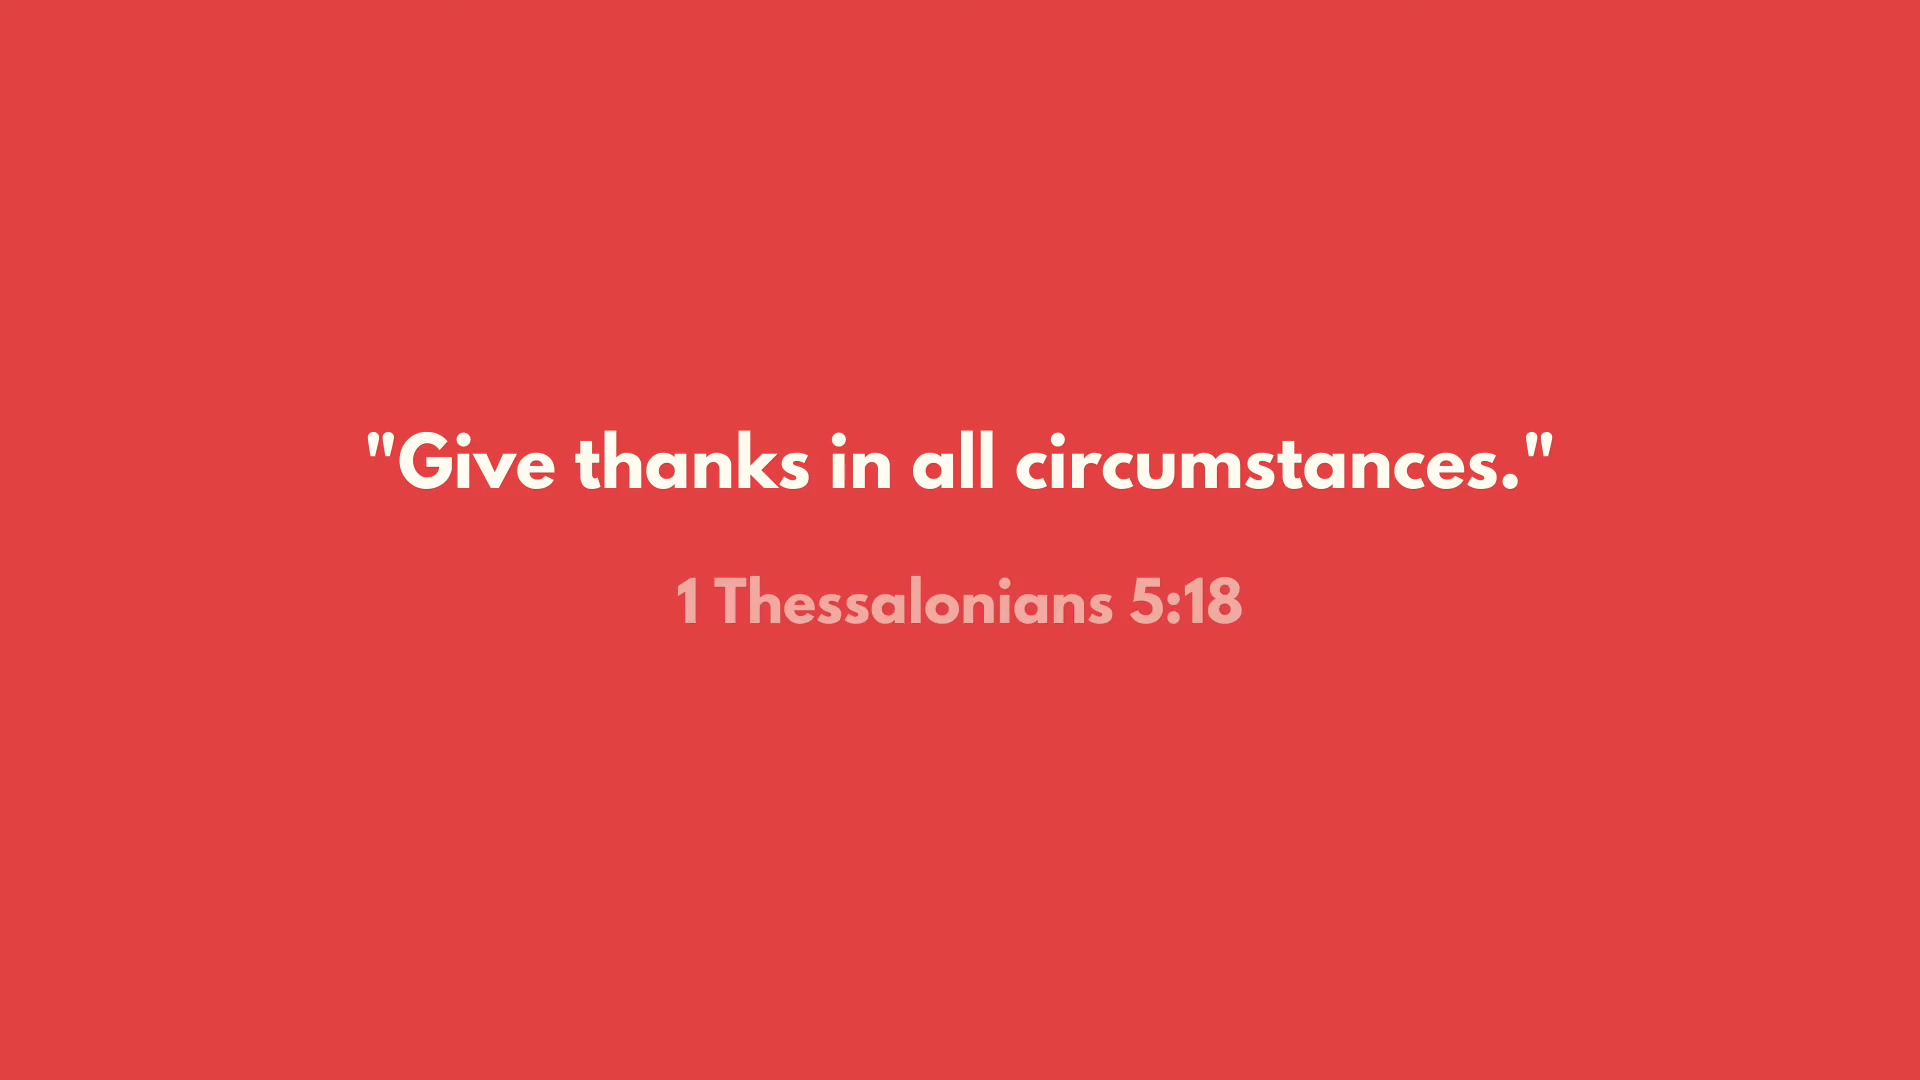 "Give thanks in all circumstances."
1 Thessalonians 5:18